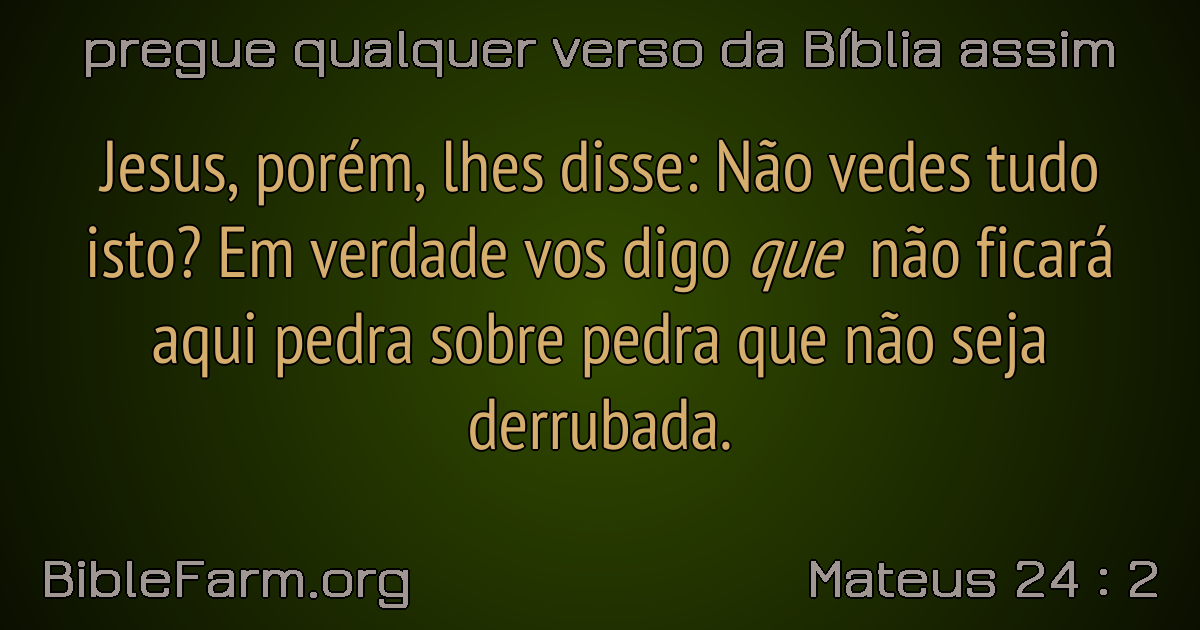 pregue qualquer verso da Bíblia assim
Jesus, porém, lhes disse: Não vedes tudo
isto? Em verdade vos digo que não ficará
aqui pedra sobre pedra que não seja
derrubada.
BibleFarm.org
Mateus 24 : 2